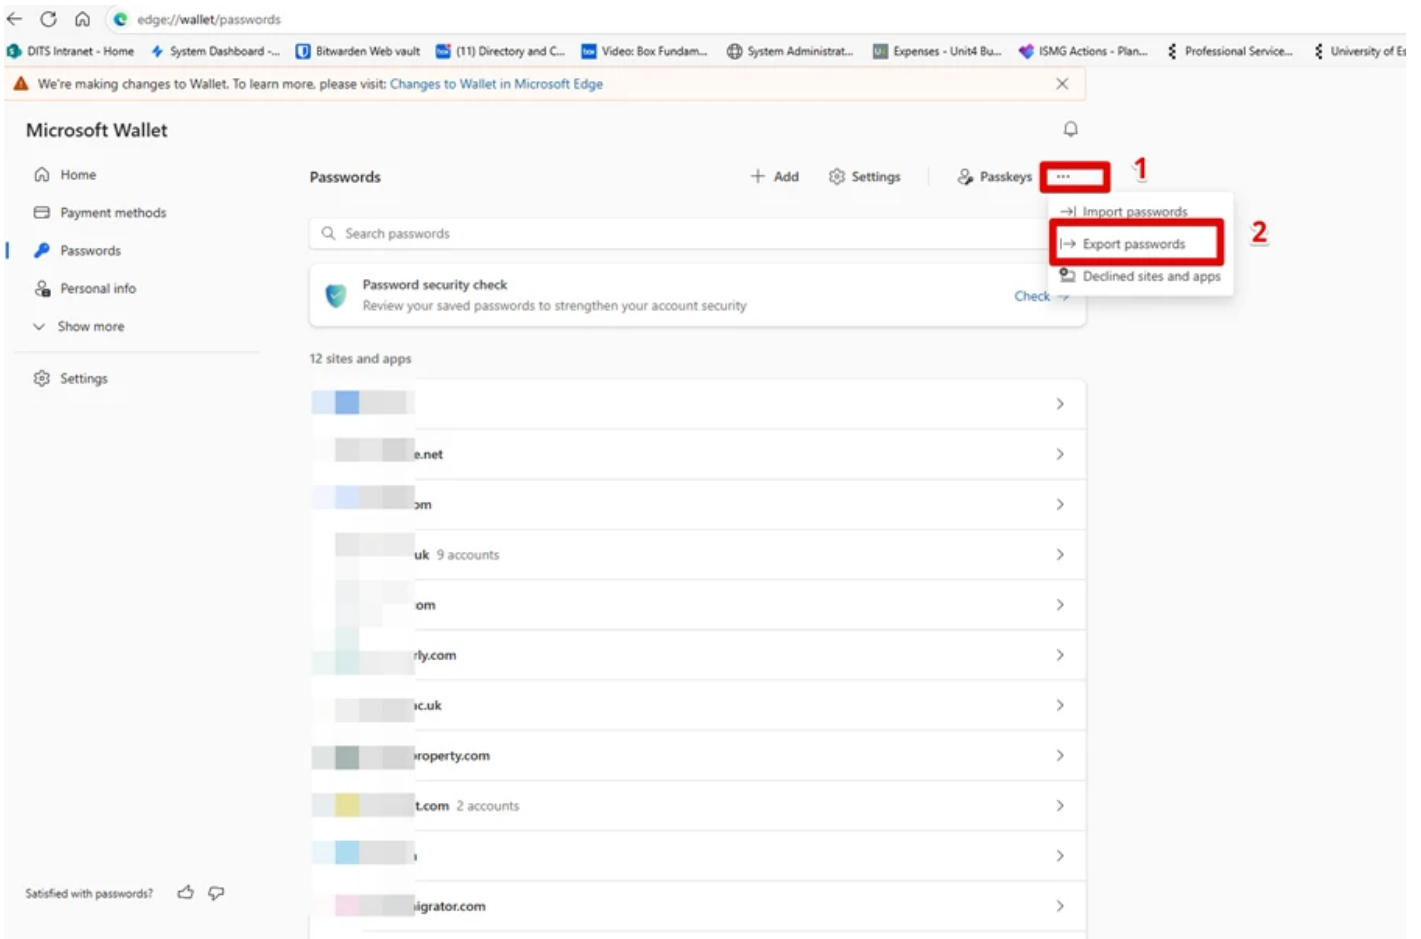 edge://wallet/passwords
DITS Intranet - Home System Dashboard -... Bitwarden Web vault (11) Directory and C... Video: Box Fundam... System Administrat... Expenses - Unit4 Bu... ISMG Actions - Plan... Professional Service... University of Es
We're making changes to Wallet. To learn more, please visit: Changes to Wallet in Microsoft Edge
Microsoft Wallet
Home
Payment methods
Passwords
Personal info
Show more
Settings
Passwords
Add Settings Passkeys ... 1
Import passwords
Export passwords 2
Declined sites and apps
Search passwords
Password security check
Review your saved passwords to strengthen your account security
Check
12 sites and apps
e.net
om
uk 9 accounts
com
rly.com
ac.uk
property.com
t.com 2 accounts
igrator.com
Satisfied with passwords?